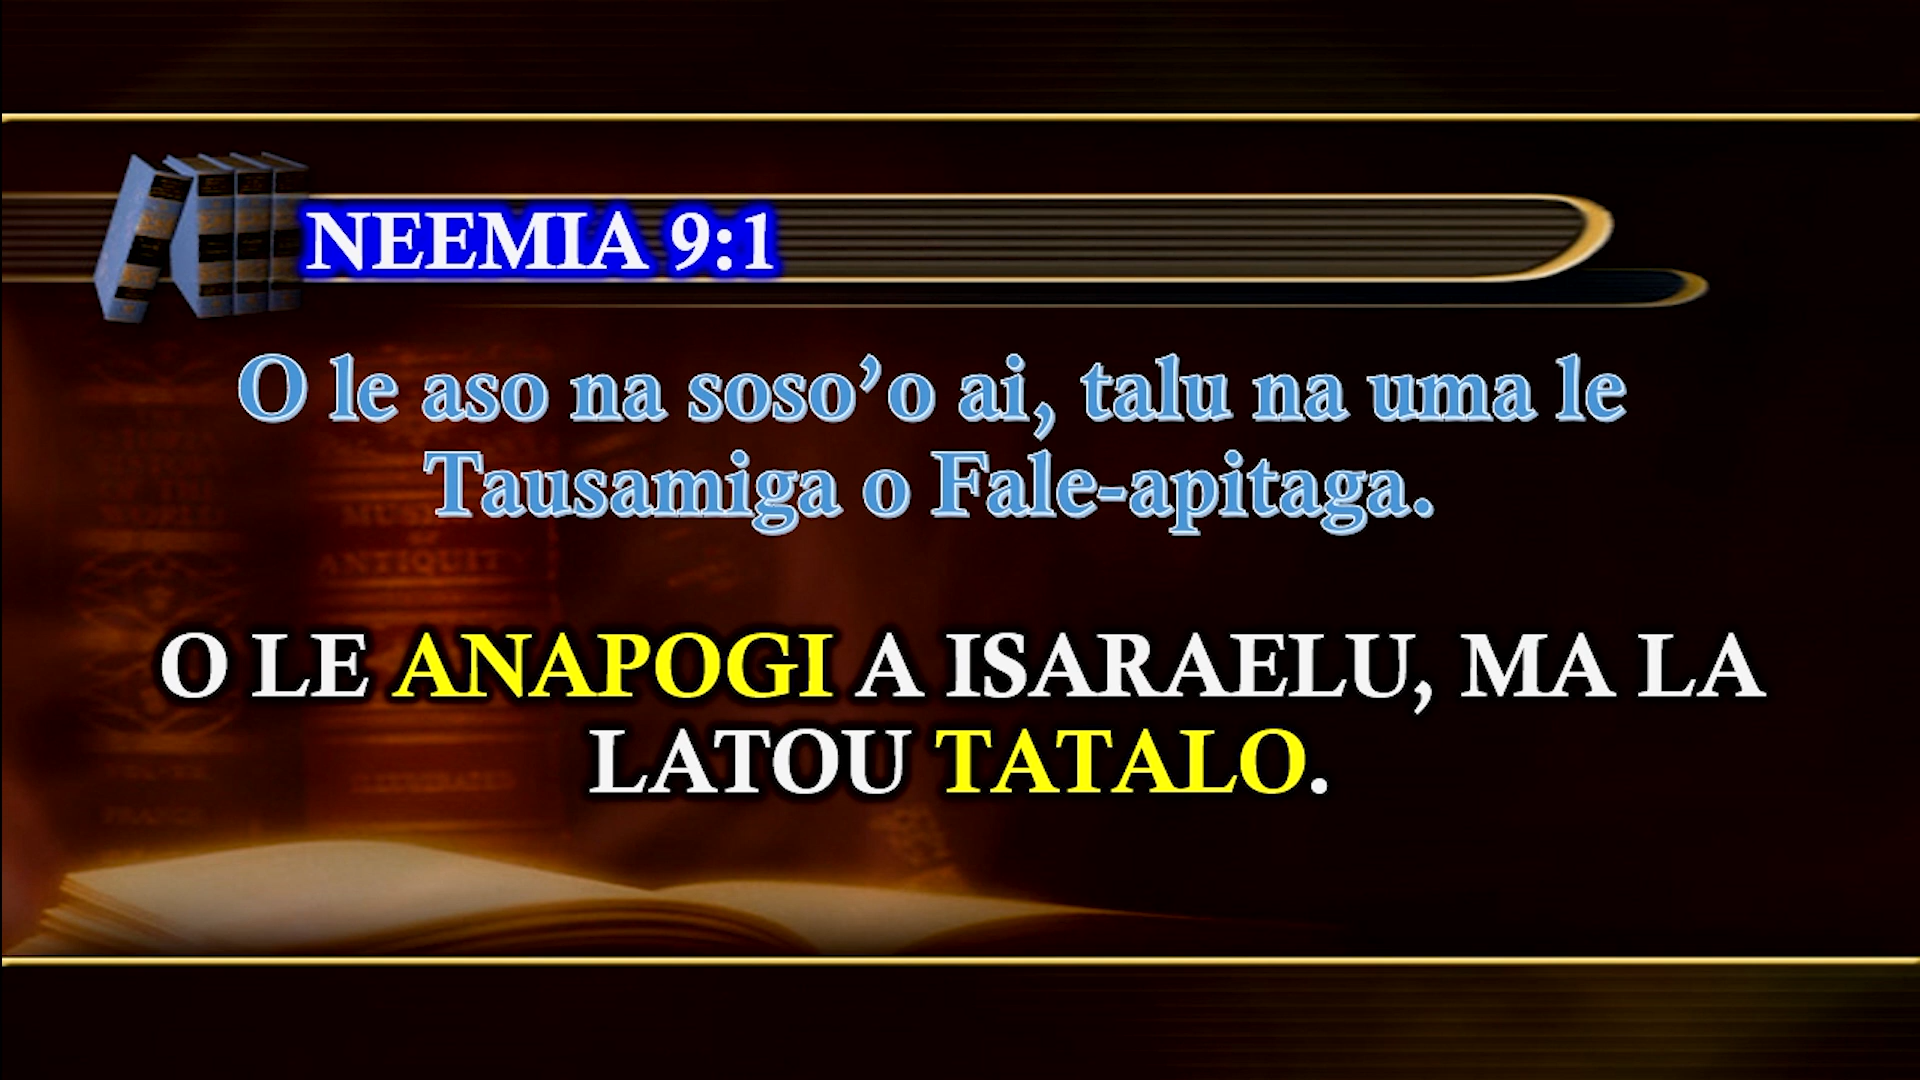 NEEMIA 9:1
O le aso na soso’o ai, talu na uma le
Tausamiga o Fale-apitaga.
O LE ANAPOGI A ISARAELU, MA LA
LATOU TATALO.
ANTIQUITY